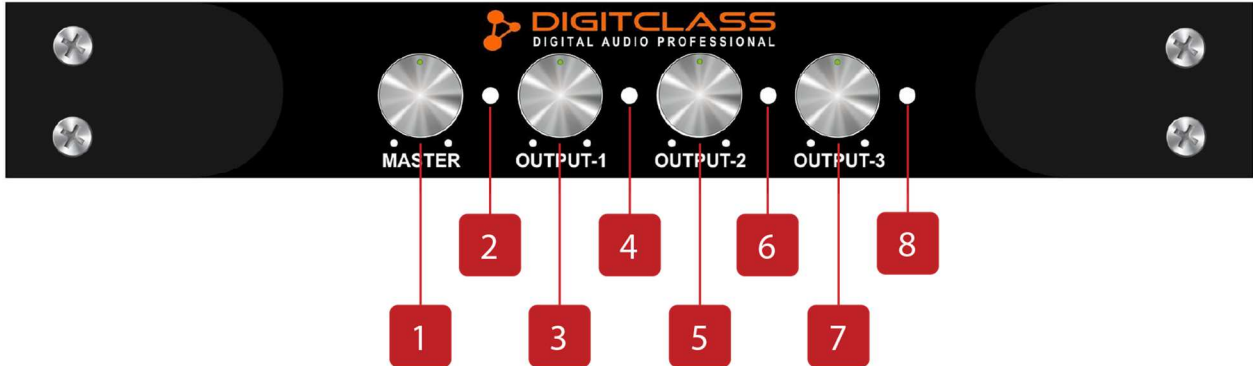 DIGITCLASS
DIGITAL AUDIO PROFESSIONAL
MASTER OUTPUT-1 OUTPUT-2 OUTPUT-3
2 4 6 8
1 3 5 7